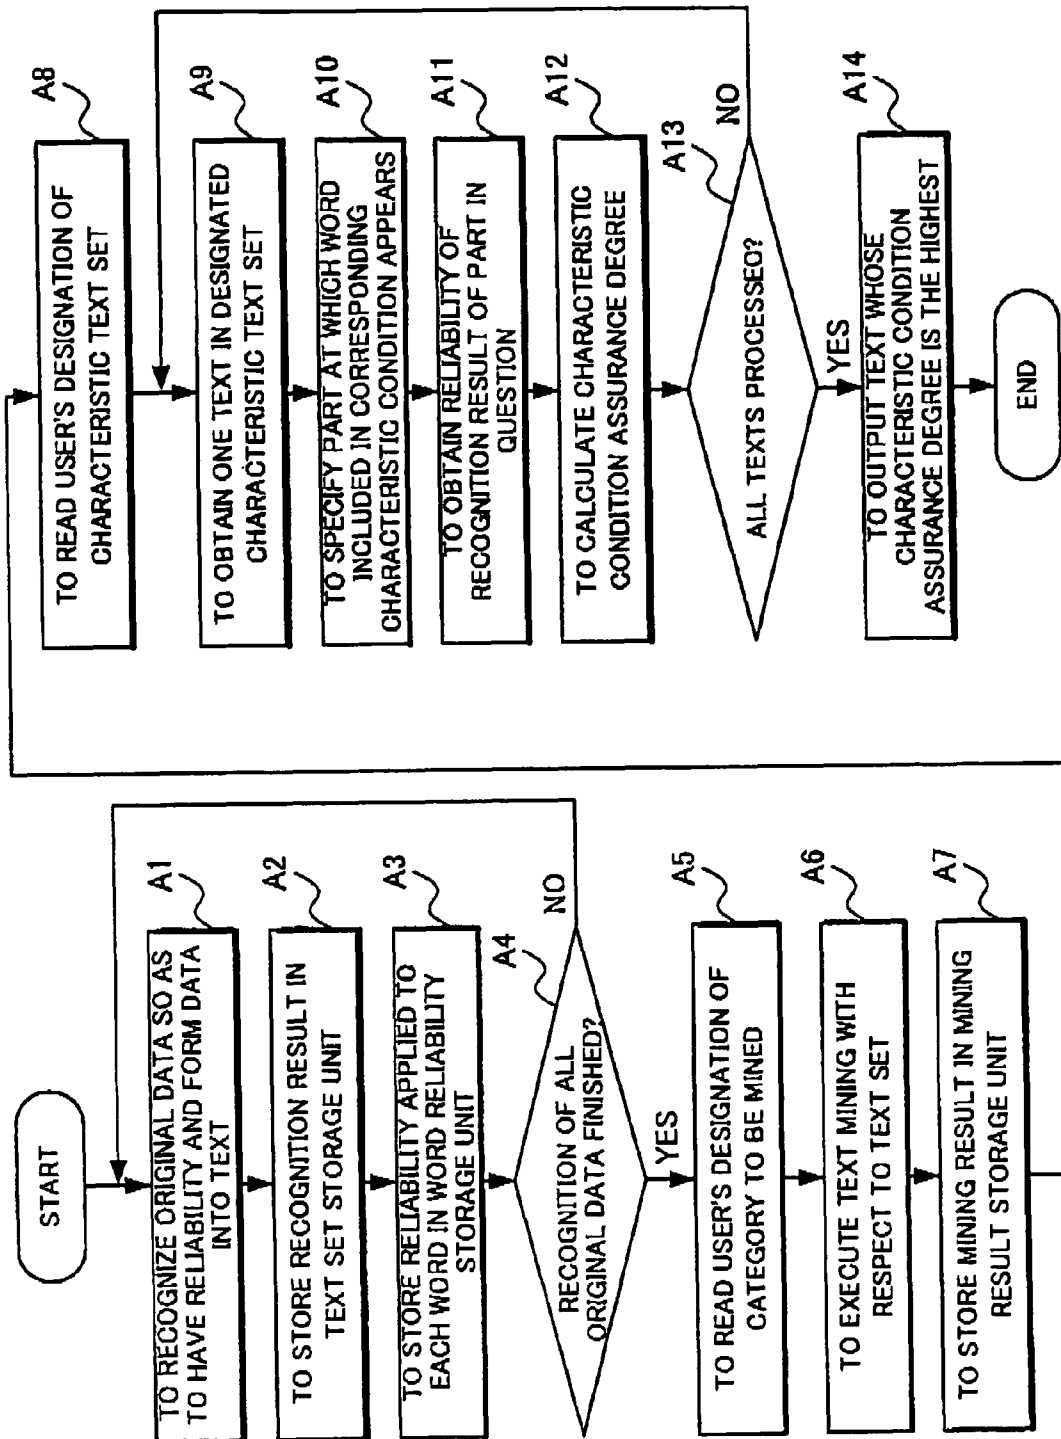 START
A1
TO RECOGNIZE ORIGINAL DATA SO AS
TO HAVE RELIABILITY AND FORM DATA
INTO TEXT
A2
TO STORE RECOGNITION RESULT IN
TEXT SET STORAGE UNIT
A3
TO STORE RELIABILITY APPLIED TO
EACH WORD IN WORD RELIABILITY
STORAGE UNIT
A4
RECOGNITION OF ALL
ORIGINAL DATA FINISHED?
NO
YES
A5
TO READ USER'S DESIGNATION OF
CATEGORY TO BE MINED
A6
TO EXECUTE TEXT MINING WITH
RESPECT TO TEXT SET
A7
TO STORE MINING RESULT IN MINING
RESULT STORAGE UNIT
A8
TO READ USER'S DESIGNATION OF
CHARACTERISTIC TEXT SET
A9
TO OBTAIN ONE TEXT IN DESIGNATED
CHARACTERISTIC TEXT SET
A10
TO SPECIFY PART AT WHICH WORD
INCLUDED IN CORRESPONDING
CHARACTERISTIC CONDITION APPEARS
A11
TO OBTAIN RELIABILITY OF
RECOGNITION RESULT OF PART IN
QUESTION
A12
TO CALCULATE CHARACTERISTIC
CONDITION ASSURANCE DEGREE
A13
ALL TEXTS PROCESSED?
NO
YES
A14
TO OUTPUT TEXT WHOSE
CHARACTERISTIC CONDITION
ASSURANCE DEGREE IS THE HIGHEST
END